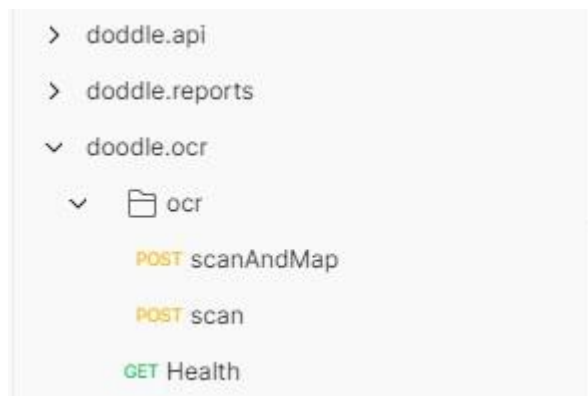 doddle.api
doddle.reports
doodle.ocr
ocr
POST scanAndMap
POST scan
GET Health